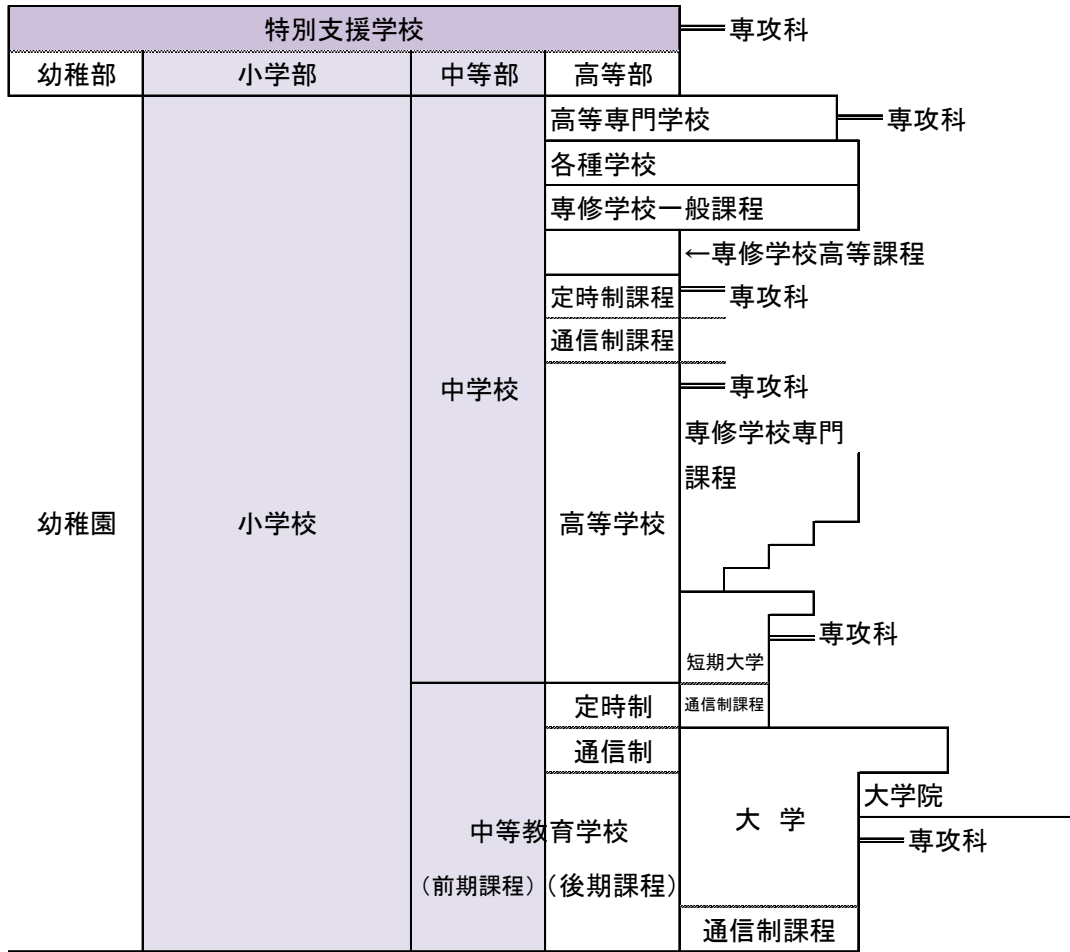 特別支援学校
専攻科
幼稚部
小学部
中等部
高等部
高等専門学校
専攻科
各種学校
専修学校一般課程
←専修学校高等課程
定時制課程
専攻科
通信制課程
中学校
専攻科
専修学校専門
課程
幼稚園
小学校
高等学校
専攻科
短期大学
定時制
通信制課程
通信制
大学院
大 学
中等教育学校
専攻科
（前期課程）
（後期課程）
通信制課程